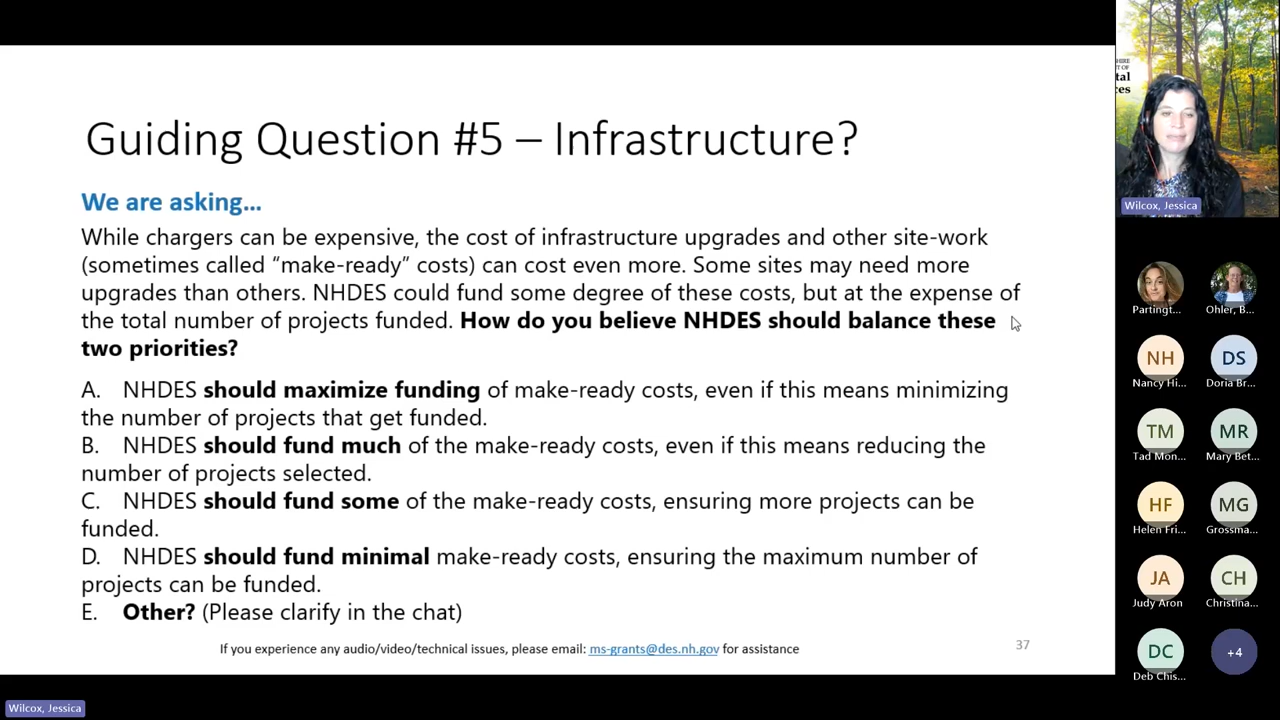 Guiding Question #5 – Infrastructure?
We are asking...
While chargers can be expensive, the cost of infrastructure upgrades and other site-work
(sometimes called “make-ready” costs) can cost even more. Some sites may need more
upgrades than others. NHDES could fund some degree of these costs, but at the expense of
the total number of projects funded. How do you believe NHDES should balance these
two priorities?
A. NHDES should maximize funding of make-ready costs, even if this means minimizing
the number of projects that get funded.
B. NHDES should fund much of the make-ready costs, even if this means reducing the
number of projects selected.
C. NHDES should fund some of the make-ready costs, ensuring more projects can be
funded.
D. NHDES should fund minimal make-ready costs, ensuring the maximum number of
projects can be funded.
E. Other? (Please clarify in the chat)
If you experience any audio/video/technical issues, please email: ms-grants@des.nh.gov for assistance
37
Wilcox, Jessica
Partingt...
Ohler, B...
NH
DS
Nancy Hi...
Doria Br...
TM
MR
Tad Mon...
Mary Bet...
HF
MG
Helen Fri...
Grossma...
JA
CH
Judy Aron
Christina...
DC
+4
Deb Chis...
Wilcox, Jessica